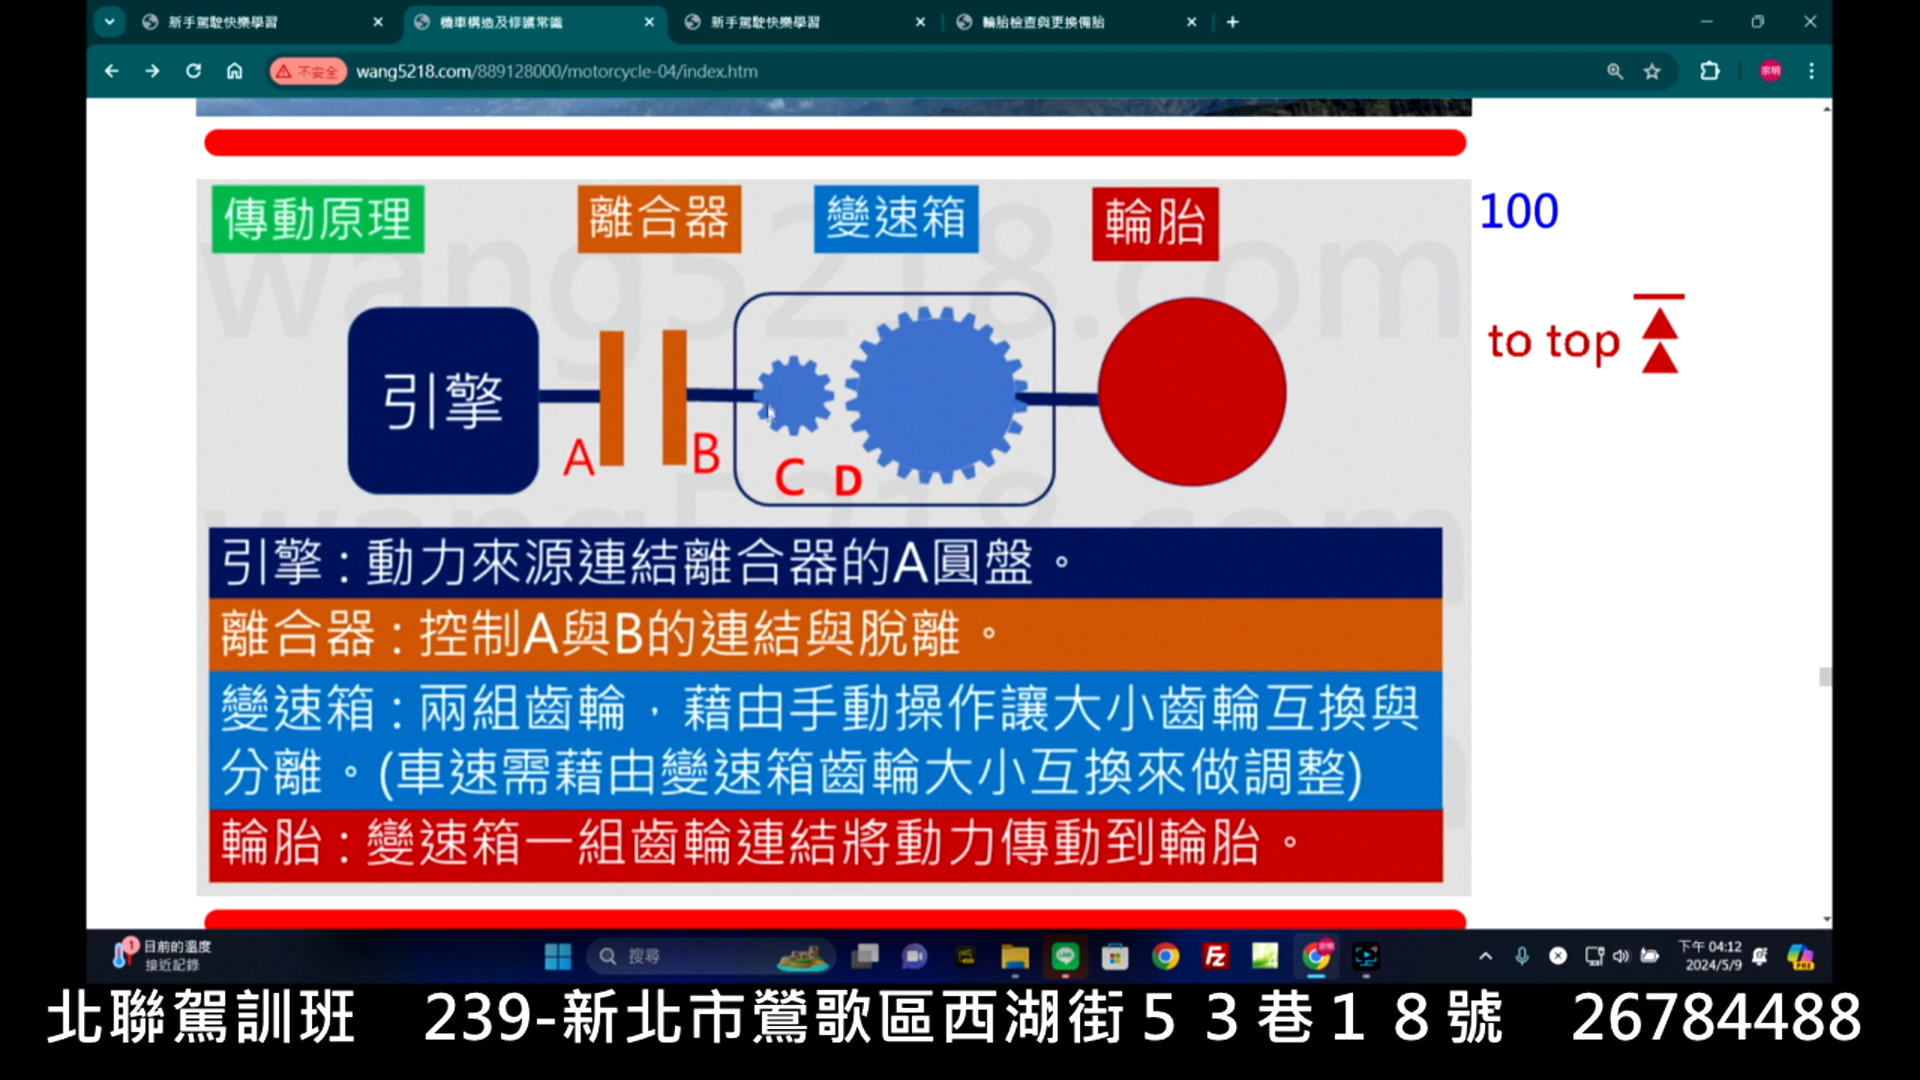 新手駕駛快樂學習
機車構造及修護常識
新手駕駛快樂學習
輪胎檢查與更換備胎
不安全
wang5218.com/889128000/motorcycle-04/index.htm
宗明
傳動原理
離合器
變速箱
輪胎
100
to top
引擎
A
B
C
D
引擎:動力來源連結離合器的A圓盤。
離合器:控制A與B的連結與脫離。
變速箱:兩組齒輪,藉由手動操作讓大小齒輪互換與
分離。(車速需藉由變速箱齒輪大小互換來做調整)
輪胎:變速箱一組齒輪連結將動力傳動到輪胎。
wang5218.com
1
目前的溫度
接近記錄
搜尋
下午 04:12
2024/5/9
北聯駕訓班 239-新北市鶯歌區西湖街53巷18號 26784488